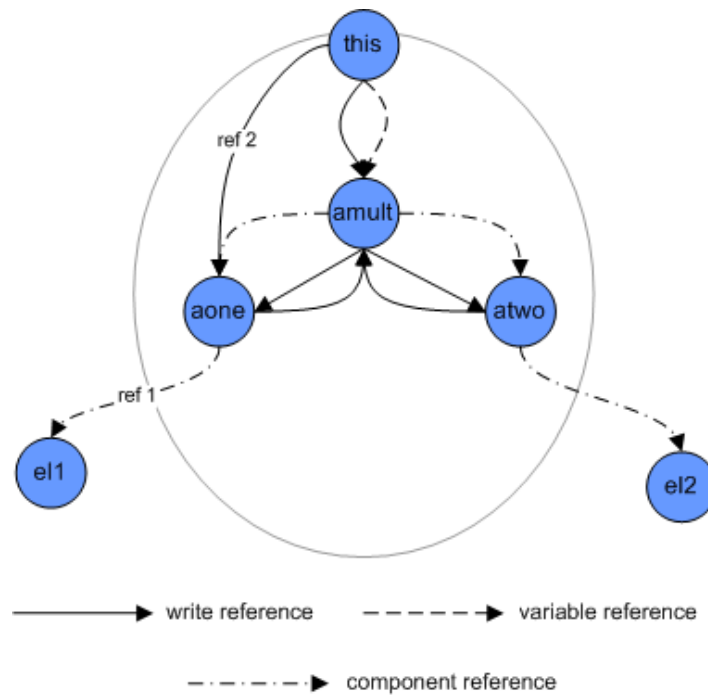 this
ref 2
amult
aone
atwo
ref 1
el1
el2
write reference
variable reference
component reference